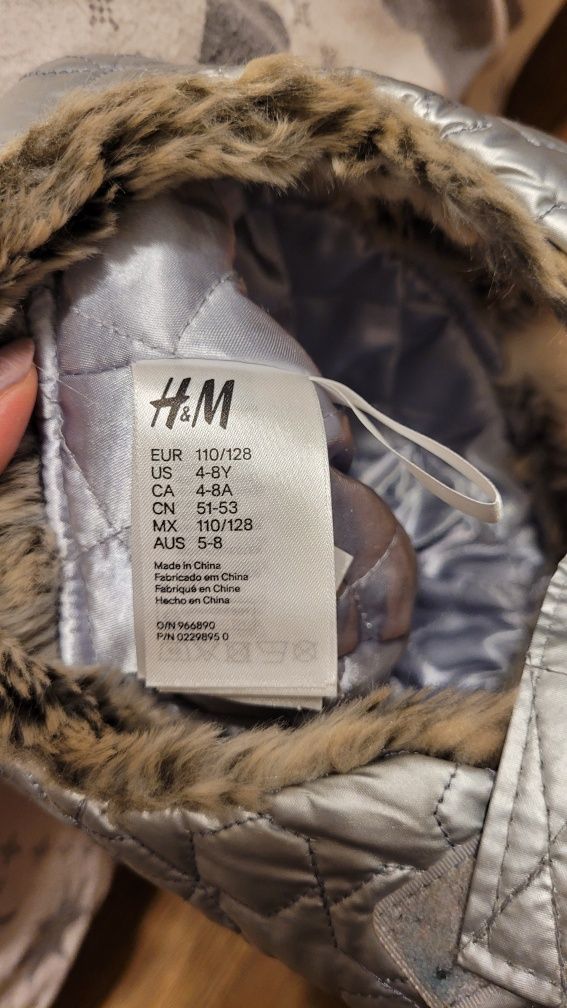 H&M
EUR 110/128
US 4-8Y
CA 4-8A
CN 51-53
MX 110/128
AUS 5-8
Made in China
Fabricado em China
Fabriqué en Chine
Hecho en China
O/N 966890
P/N 0229895 0